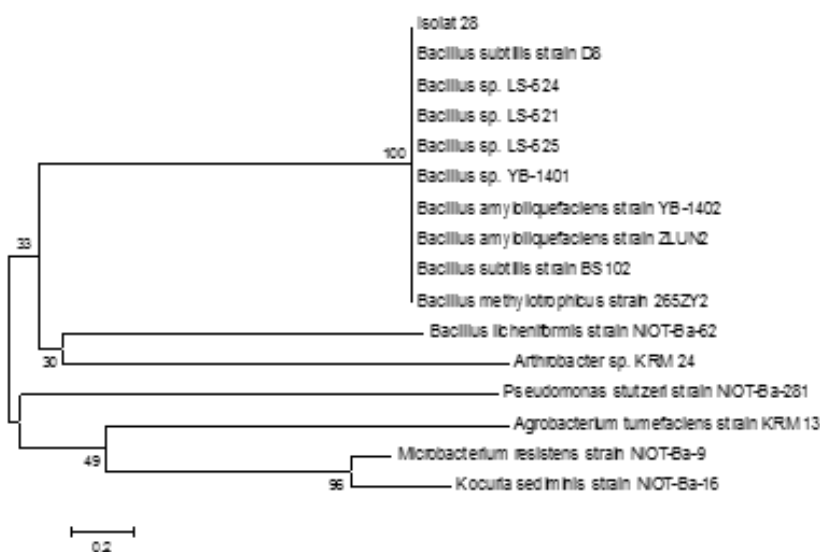 Isolat 28
Bacillus subtilis strain D8
Bacillus sp. LS-624
Bacillus sp. LS-621
Bacillus sp. LS-625
100
Bacillus sp. YB-1401
Bacillus amyloliquefaciens strain YB-1402
Bacillus amyloliquefaciens strain ZLUN2
33
Bacillus subtilis strain BS102
Bacillus methylotrophicus strain 265ZY2
Bacillus licheniformis strain NIOT-Ba-62
30
Arthrobacter sp. KRM 24
Pseudomonas stutzeri strain NIOT-Ba-281
Agrobacterium tumefaciens strain KRM 13
49
Microbacterium resistens strain NIOT-Ba-9
96
Kocuria sediminis strain NIOT-Ba-16
0.2